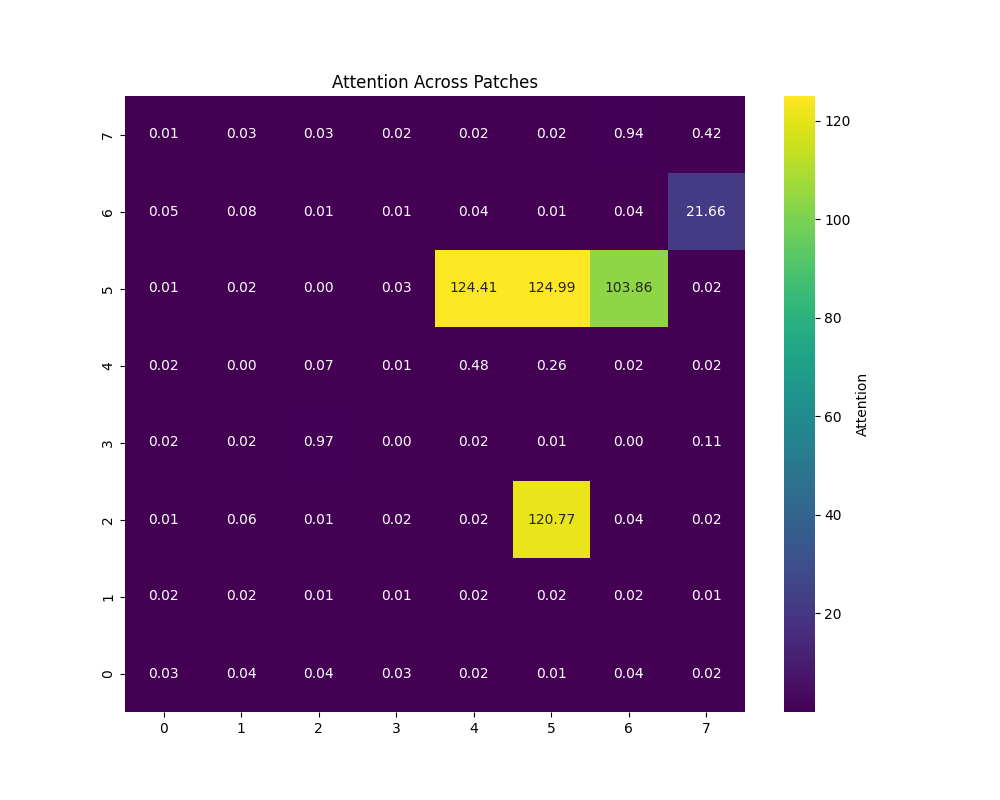 Attention Across Patches
7 0.01 0.03 0.03 0.02 0.02 0.02 0.94 0.42
6 0.05 0.08 0.01 0.01 0.04 0.01 0.04 21.66
5 0.01 0.02 0.00 0.03 124.41 124.99 103.86 0.02
4 0.02 0.00 0.07 0.01 0.48 0.26 0.02 0.02
3 0.02 0.02 0.97 0.00 0.02 0.01 0.00 0.11
2 0.01 0.06 0.01 0.02 0.02 120.77 0.04 0.02
1 0.02 0.02 0.01 0.01 0.02 0.02 0.02 0.01
0 0.03 0.04 0.04 0.03 0.02 0.01 0.04 0.02
0 1 2 3 4 5 6 7
120
100
80
60
40
20
Attention